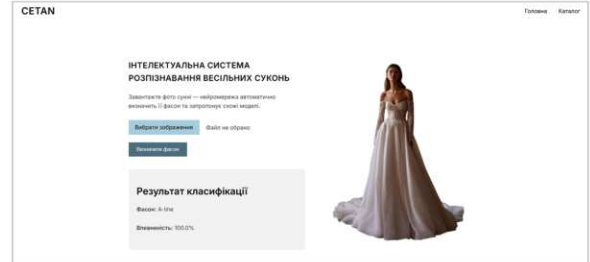 CETAN
Головна Каталог
ІНТЕЛЕКТУАЛЬНА СИСТЕМА
РОЗПІЗНАВАННЯ ВЕСІЛЬНИХ СУКОНЬ
Завантажте фото сукні — нейромережа автоматично
визначить її фасон та запропонує схожі моделі.
Вибрати зображення Файл не обрано
Визначити фасон
Результат класифікації
Фасон: A-line
Впевненість: 100.0%